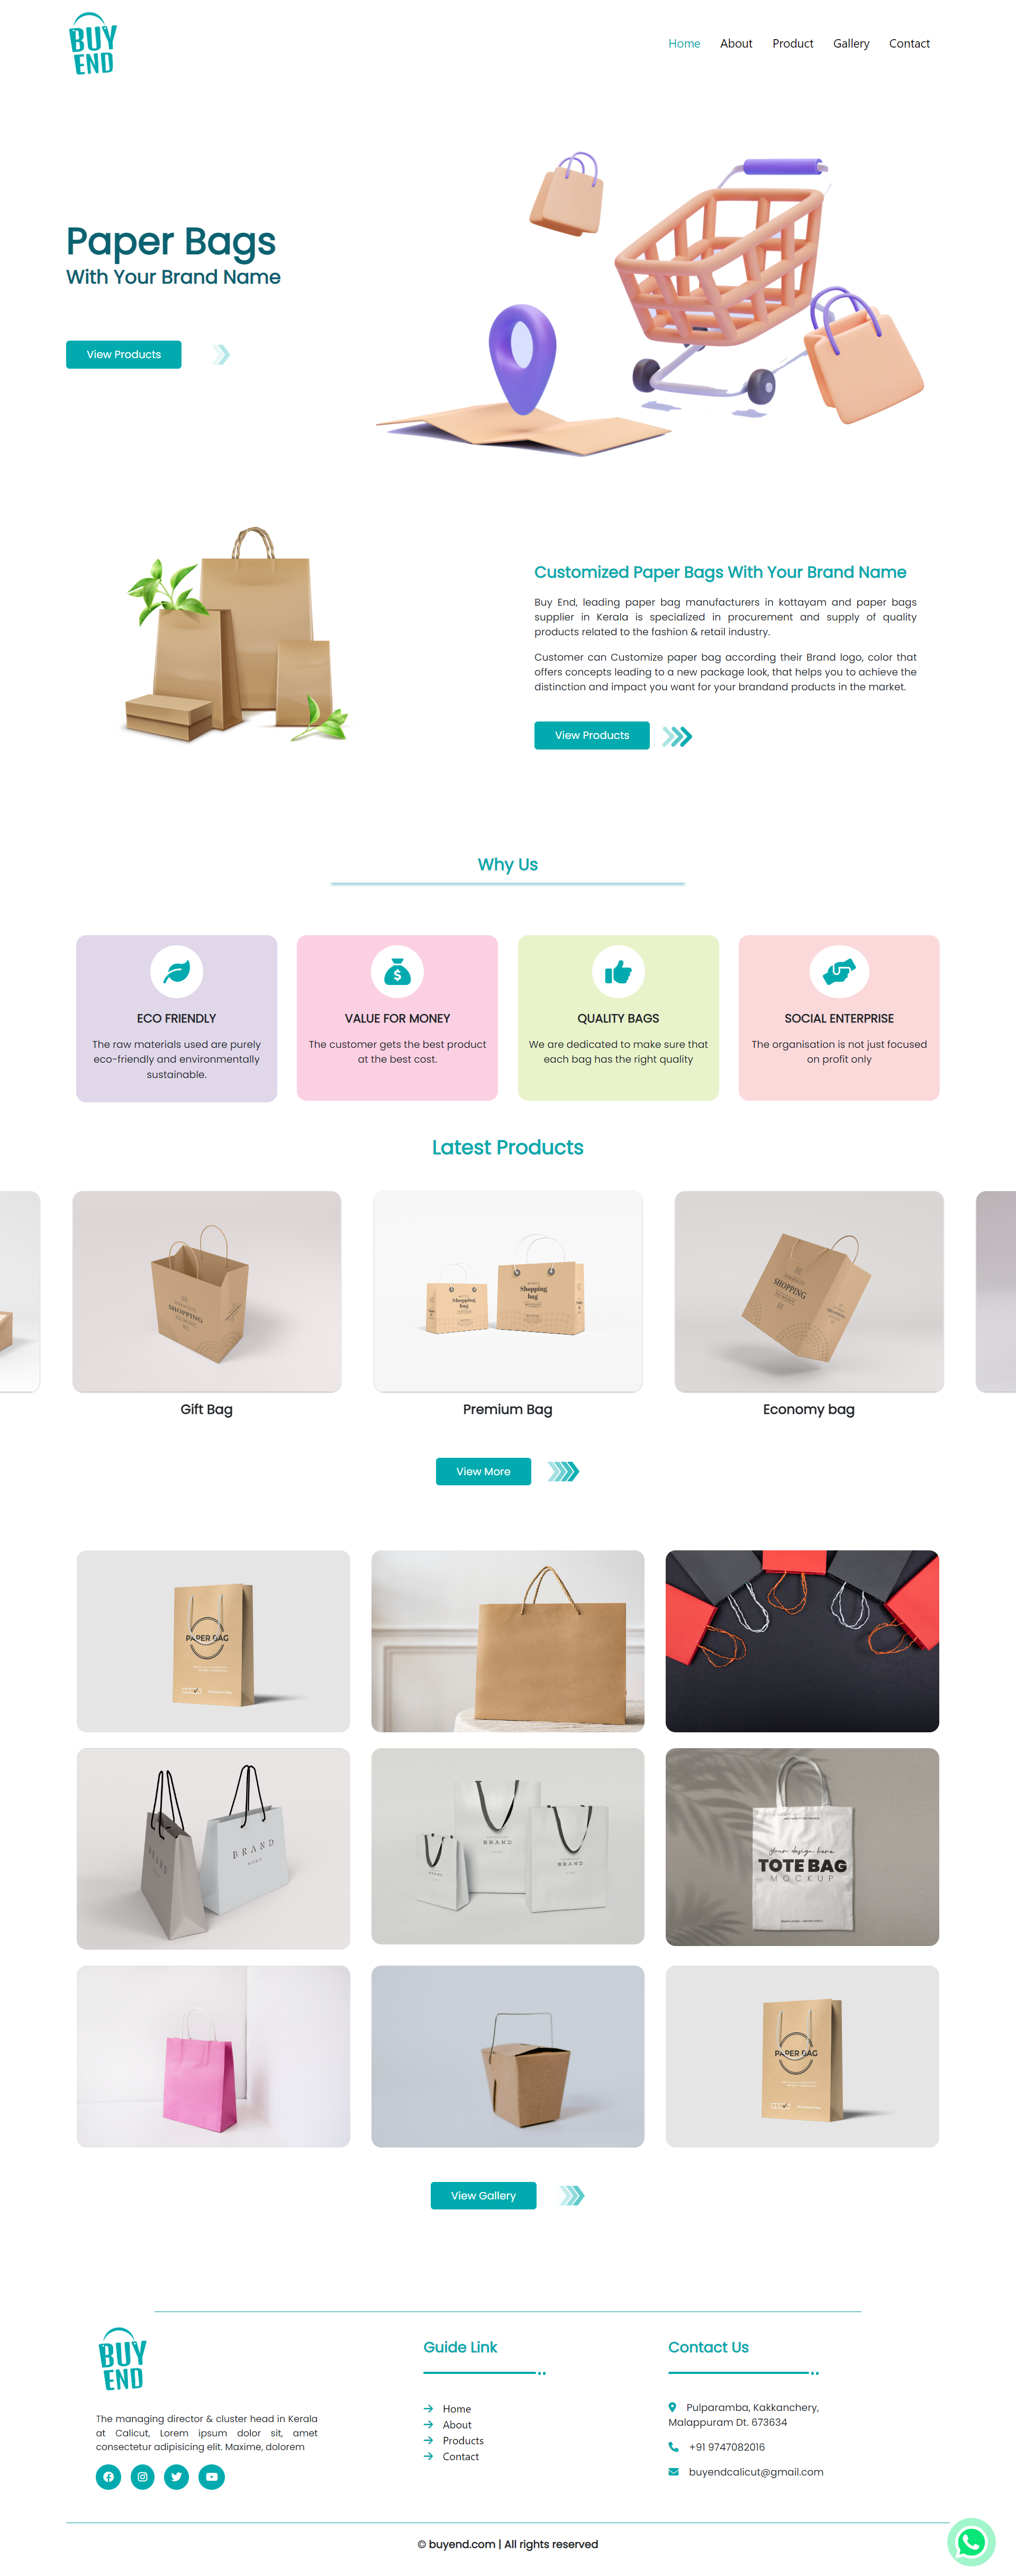 BUY
END
Home About Product Gallery Contact
Paper Bags
With Your Brand Name
View Products
Customized Paper Bags With Your Brand Name
Buy End, leading paper bag manufacturers in kottayam and paper bags
supplier in Kerala is specialized in procurement and supply of quality
products related to the fashion & retail industry.
Customer can Customize paper bag according their Brand logo, color that
offers concepts leading to a new package look, that helps you to achieve the
distinction and impact you want for your brandand products in the market.
View Products
Why Us
ECO FRIENDLY
The raw materials used are purely
eco-friendly and environmentally
sustainable.
VALUE FOR MONEY
The customer gets the best product
at the best cost.
QUALITY BAGS
We are dedicated to make sure that
each bag has the right quality
SOCIAL ENTERPRISE
The organisation is not just focused
on profit only
Latest Products
SHOPPING
Shopping
bag
Shopping
bag
SHOPPING
Gift Bag
Premium Bag
Economy bag
View More
PAPER BAG
BRAND
BRAND
MOCKUP
BRAND
BRAND
BRAND
Your design here
TOTE BAG
MOCKUP
PAPER BAG
View Gallery
BUY
END
The managing director & cluster head in Kerala
at Calicut, Lorem ipsum dolor sit, amet
consectetur adipisicing elit. Maxime, dolorem
Guide Link
Home
About
Products
Contact
Contact Us
Pulparamba, Kakkanchery,
Malappuram Dt. 673634
+91 9747082016
buyendcalicut@gmail.com
© buyend.com | All rights reserved